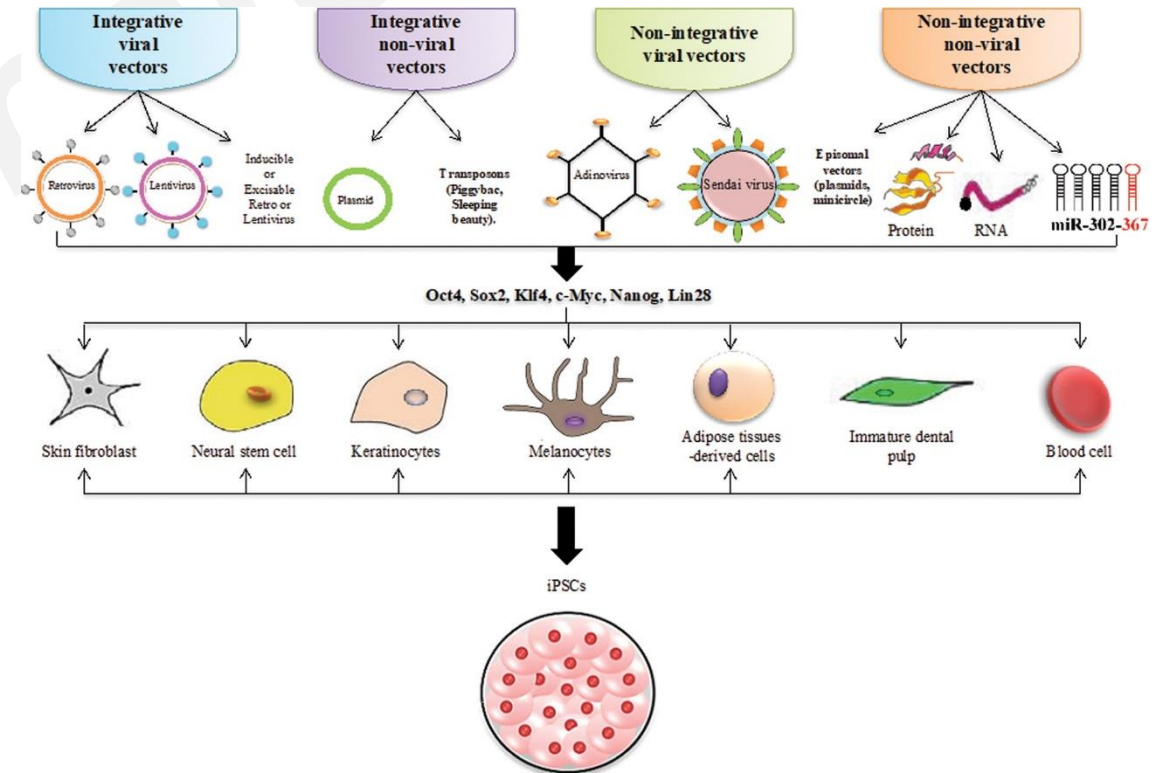 Integrative
viral
vectors
Integrative
non-viral
vectors
Non-integrative
viral vectors
Non-integrative
non-viral
vectors
Retrovirus
Lentivirus
Inducible
or
Excisable
Retro or
Lentivirus
Plasmid
Transposons
(Piggybac,
Sleeping
beauty).
Adinovirus
Sendai virus
Episomal
vectors
(plasmids,
minicircle)
Protein
RNA
miR-302-367
Oct4, Sox2, Klf4, c-Myc, Nanog, Lin28
Skin fibroblast
Neural stem cell
Keratinocytes
Melanocytes
Adipose tissues
-derived cells
Immature dental
pulp
Blood cell
iPSCs